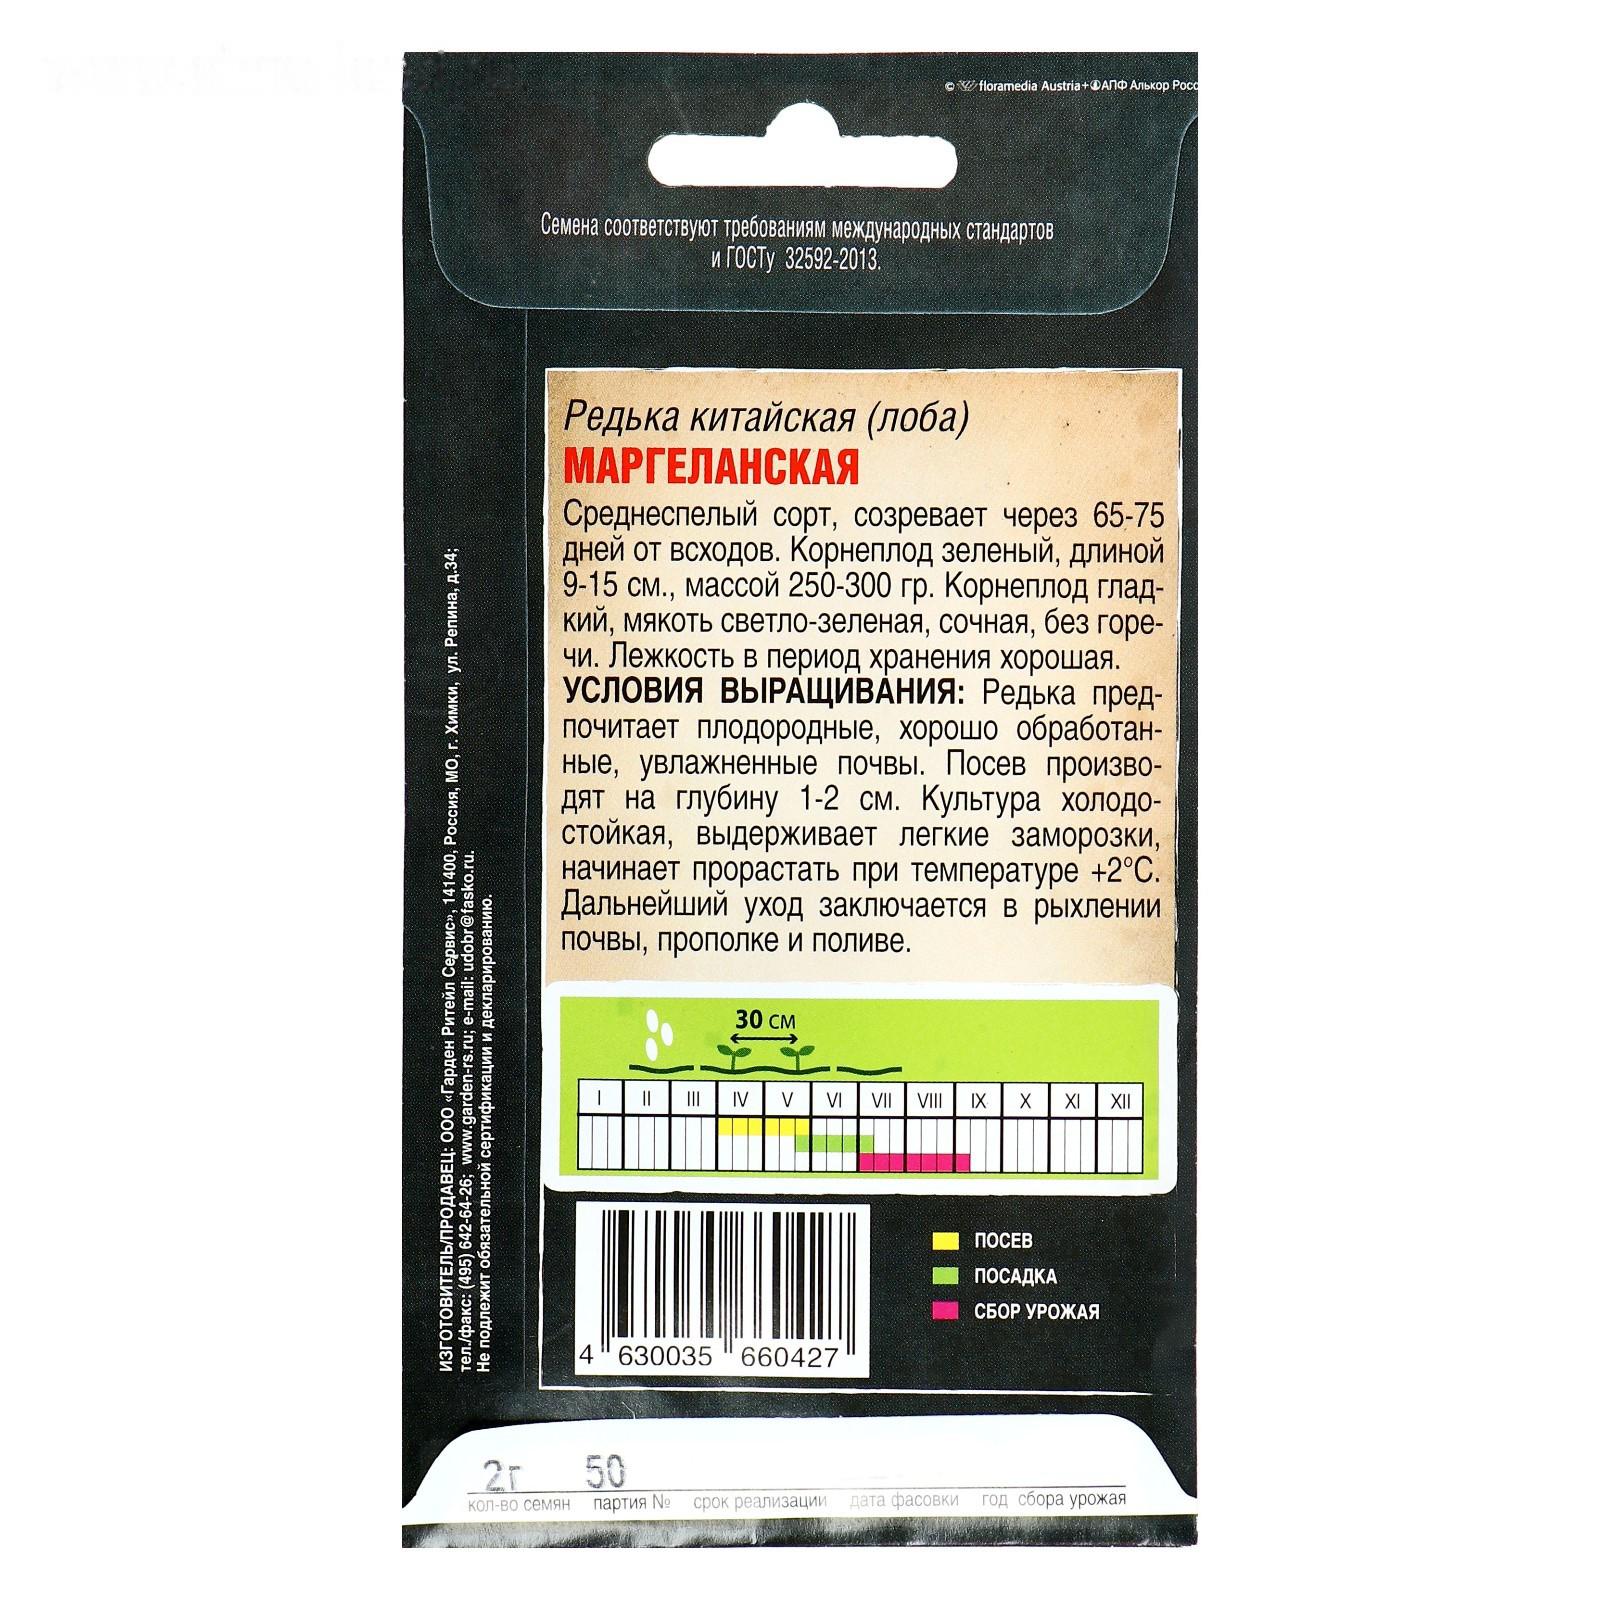 © floramedia Austria+ АПФ Алькор Росс
Семена соответствуют требованиям международных стандартов
и ГОСТу 32592-2013.
Редька китайская (лоба)
МАРГЕЛАНСКАЯ
Среднеспелый сорт, созревает через 65-75
дней от всходов. Корнеплод зеленый, длиной
9-15 см., массой 250-300 гр. Корнеплод глад-
кий, мякоть светло-зеленая, сочная, без горе-
чи. Лежкость в период хранения хорошая.
УСЛОВИЯ ВЫРАЩИВАНИЯ: Редька пред-
почитает плодородные, хорошо обработан-
ные, увлажненные почвы. Посев произво-
дят на глубину 1-2 см. Культура холодо-
стойкая, выдерживает легкие заморозки,
начинает прорастать при температуре +2°С.
Дальнейший уход заключается в рыхлении
почвы, прополке и поливе.
30 см
I II III IV V VI VII VIII IX X XI XII
ПОСЕВ
ПОСАДКА
СБОР УРОЖАЯ
4 630035 660427
ИЗГОТОВИТЕЛЬ/ПРОДАВЕЦ: ООО «Гарден Ритейл Сервис», 141400, Россия, МО, г. Химки, ул. Репина, д.34;
тел./факс: (495) 642-64-26; www.garden-rs.ru; e-mail: udobr@fasko.ru.
Не подлежит обязательной сертификации и декларированию.
2г 50
кол-во семян партия № срок реализации дата фасовки год сбора урожая